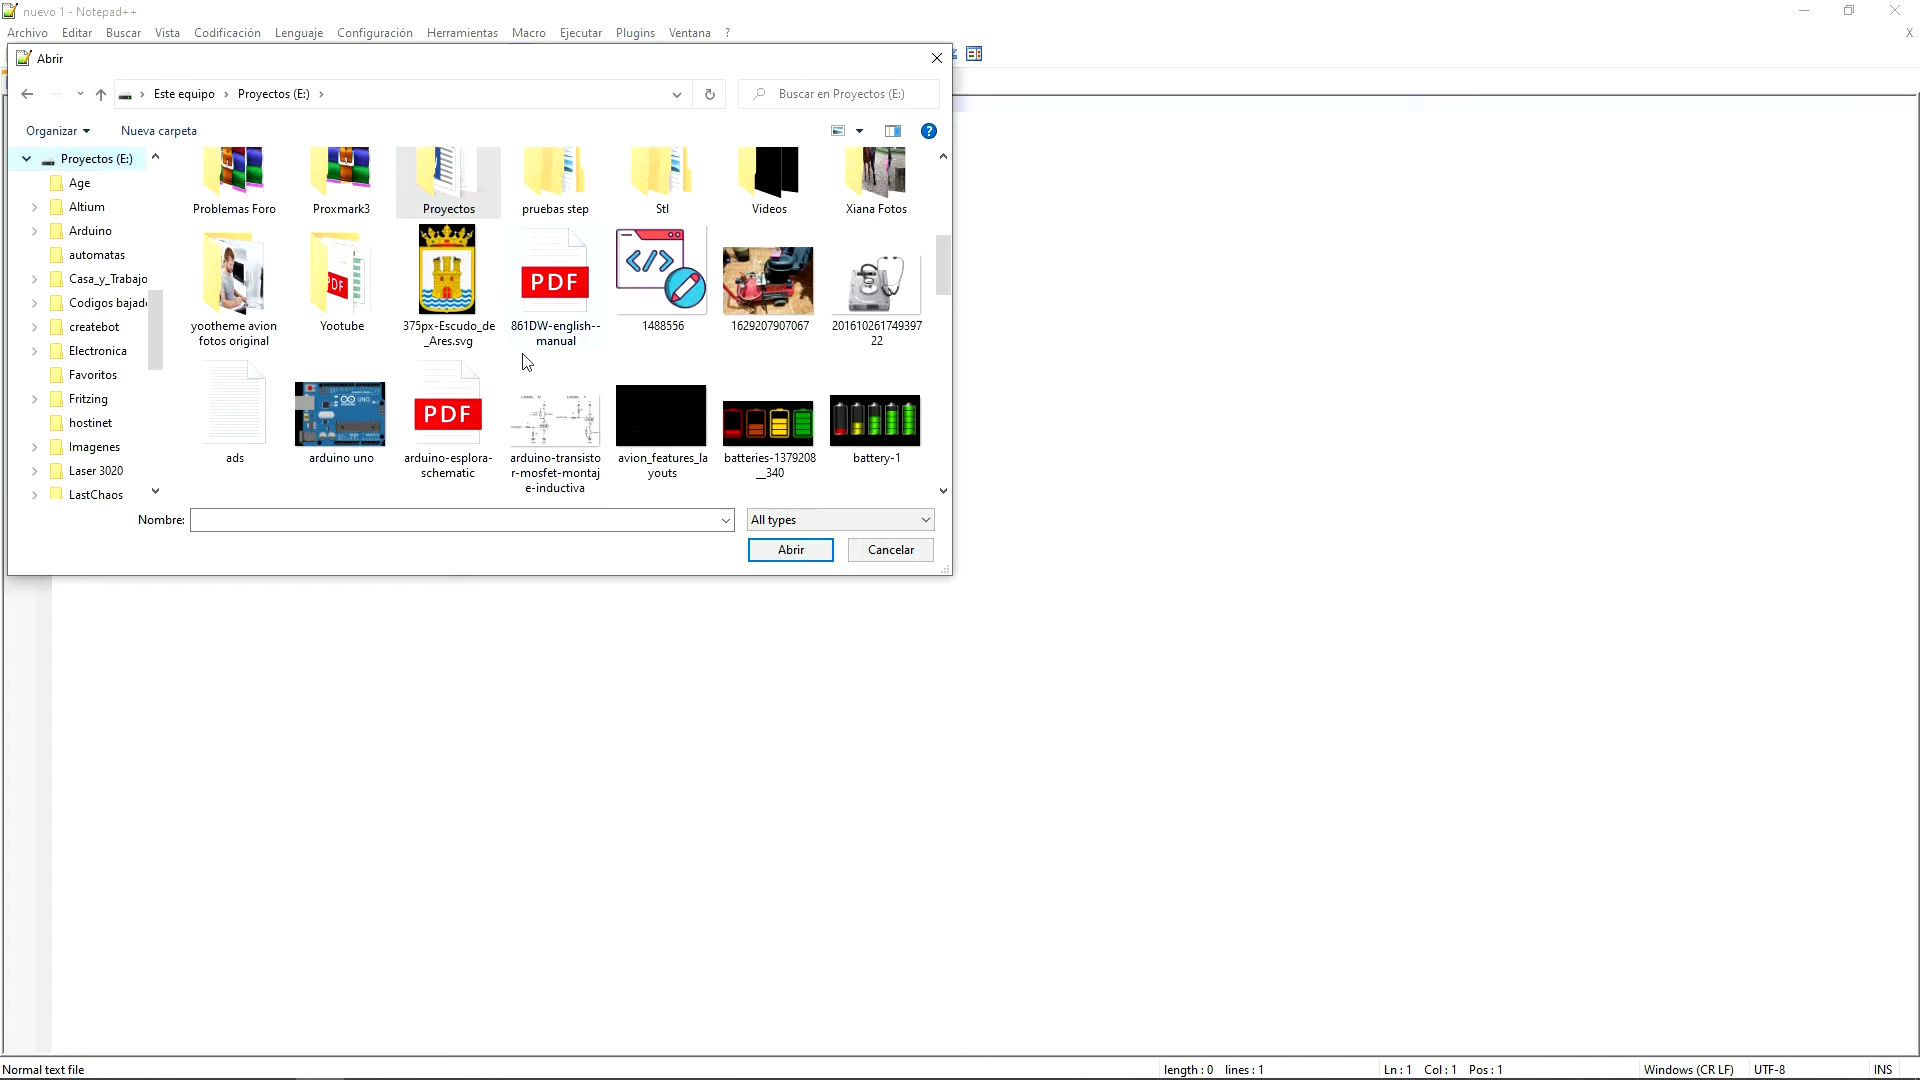 nuevo 1 - Notepad++
Archivo Editar Buscar Vista Codificación Lenguaje Configuración Herramientas Macro Ejecutar Plugins Ventana ? X
Abrir
Este equipo Proyectos (E:)
Buscar en Proyectos (E:)
Organizar Nueva carpeta
Proyectos (E:)
Age
Altium
Arduino
automatas
Casa_y_Trabajo
Codigos bajad
createbot
Electronica
Favoritos
Fritzing
hostinet
Imagenes
Laser 3020
LastChaos
Problemas Foro
Proxmark3
Proyectos
pruebas step
Stl
Videos
Xiana Fotos
yootheme avion
fotos original
PDF
Yootube
375px-Escudo_de
_Ares.svg
PDF
861DW-english--
manual
1488556
1629207907067
201610261749397
22
ads
UNO
arduino uno
PDF
arduino-esplora-
schematic
arduino-transisto
r-mosfet-montaj
e-inductiva
avion_features_la
youts
batteries-1379208
__340
battery-1
Nombre:
All types
Abrir Cancelar
Normal text file
length : 0 lines : 1
Ln : 1 Col : 1 Pos : 1
Windows (CR LF)
UTF-8
INS